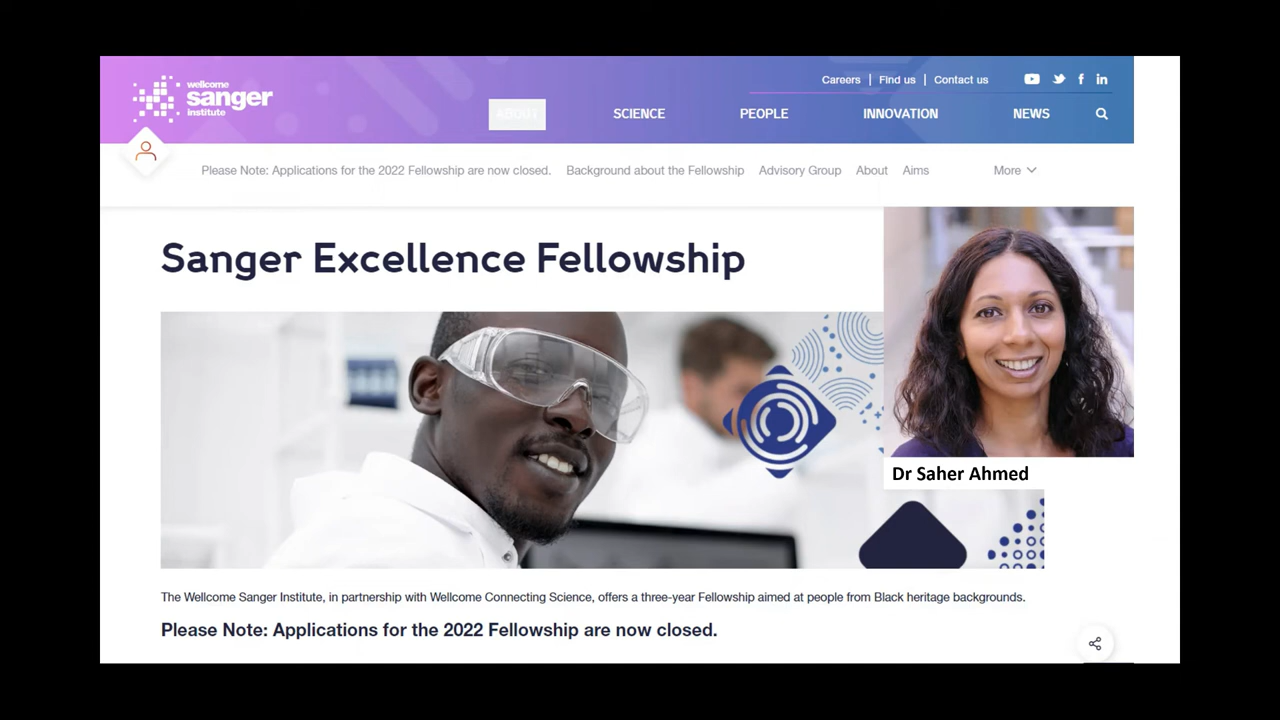 wellcome
sanger
institute
Careers | Find us | Contact us
ABOUT
SCIENCE
PEOPLE
INNOVATION
NEWS
Please Note: Applications for the 2022 Fellowship are now closed.
Background about the Fellowship
Advisory Group
About
Aims
More
Sanger Excellence Fellowship
Dr Saher Ahmed
The Wellcome Sanger Institute, in partnership with Wellcome Connecting Science, offers a three-year Fellowship aimed at people from Black heritage backgrounds.
Please Note: Applications for the 2022 Fellowship are now closed.